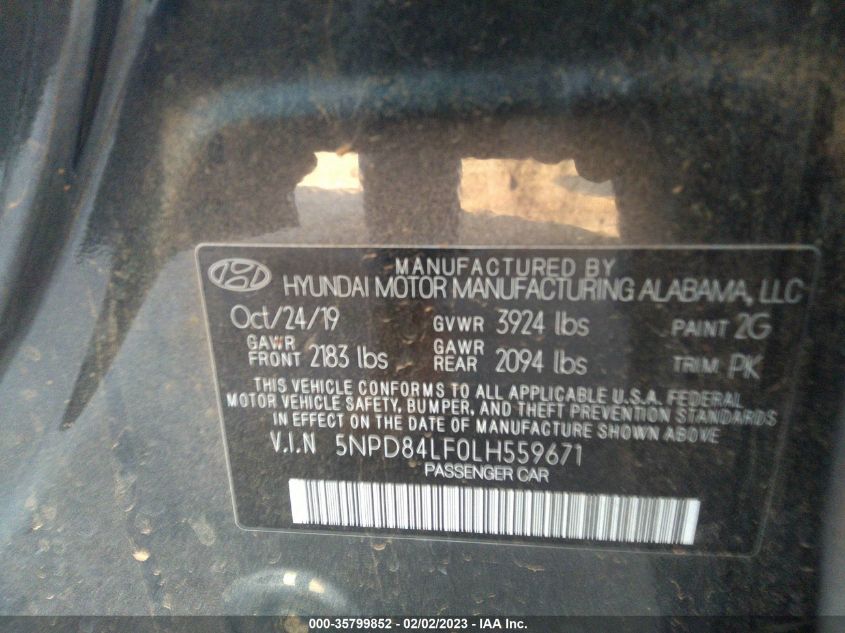 MANUFACTURED BY
HYUNDAI MOTOR MANUFACTURING ALABAMA, LLC
Oct/24/19 GVWR 3924 lbs PAINT 2G
GAWR FRONT 2183 lbs GAWR REAR 2094 lbs TRIM PK
THIS VEHICLE CONFORMS TO ALL APPLICABLE U.S.A. FEDERAL
MOTOR VEHICLE SAFETY, BUMPER, AND THEFT PREVENTION STANDARDS
IN EFFECT ON THE DATE OF MANUFACTURE SHOWN ABOVE
V.I.N 5NPD84LF0LH559671
PASSENGER CAR
000-35799852 - 02/02/2023 - IAA Inc.